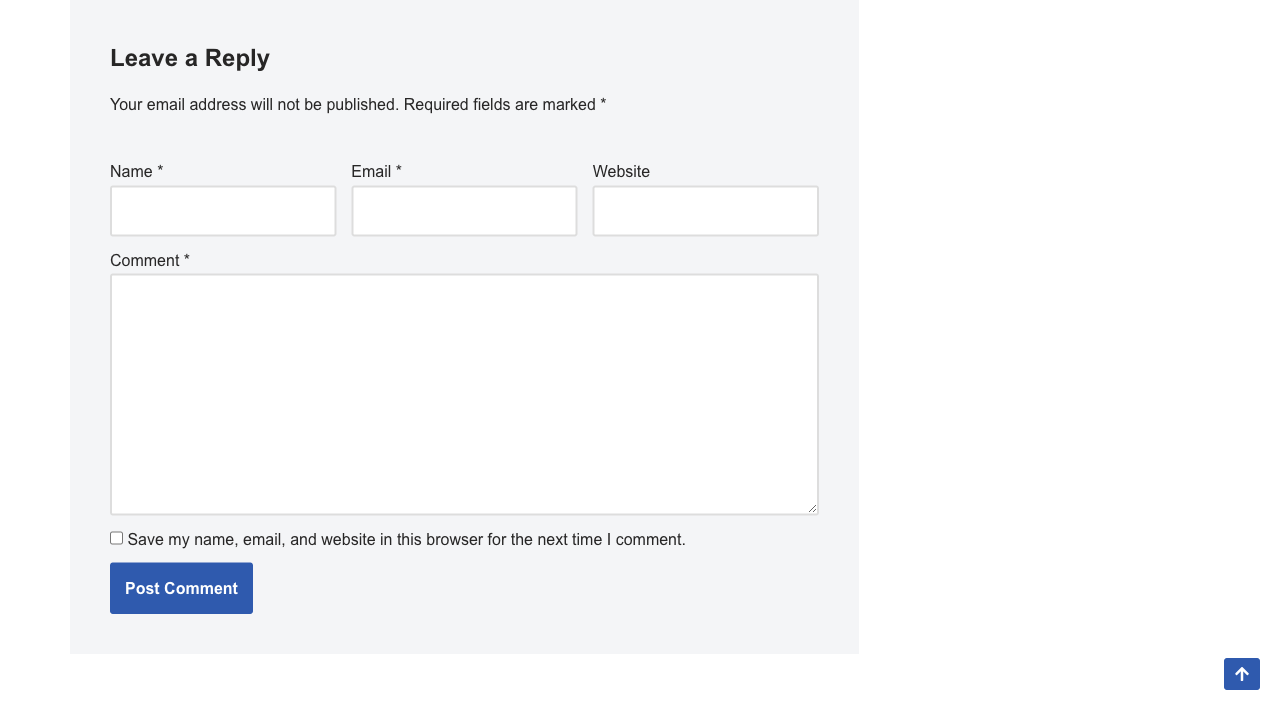 Leave a Reply
Your email address will not be published. Required fields are marked *
Name *
Email *
Website
Comment *
Save my name, email, and website in this browser for the next time I comment.
Post Comment